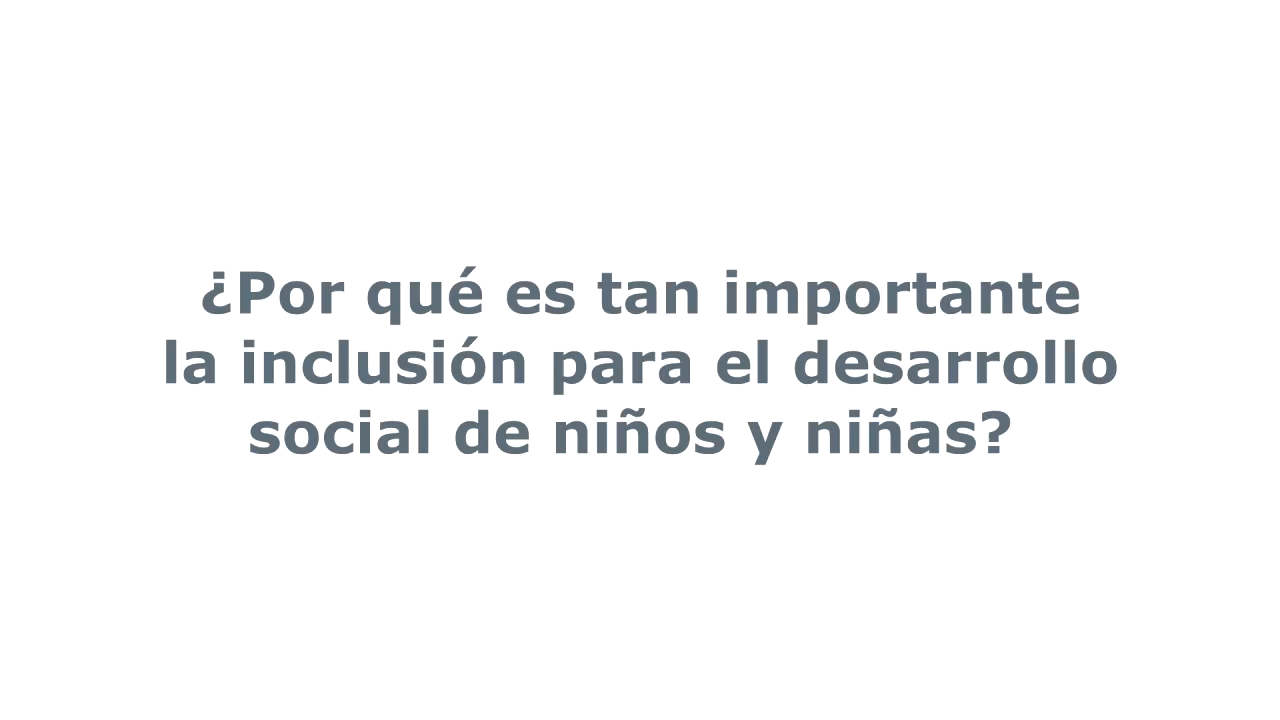 ¿Por qué es tan importante
la inclusión para el desarrollo
social de niños y niñas?